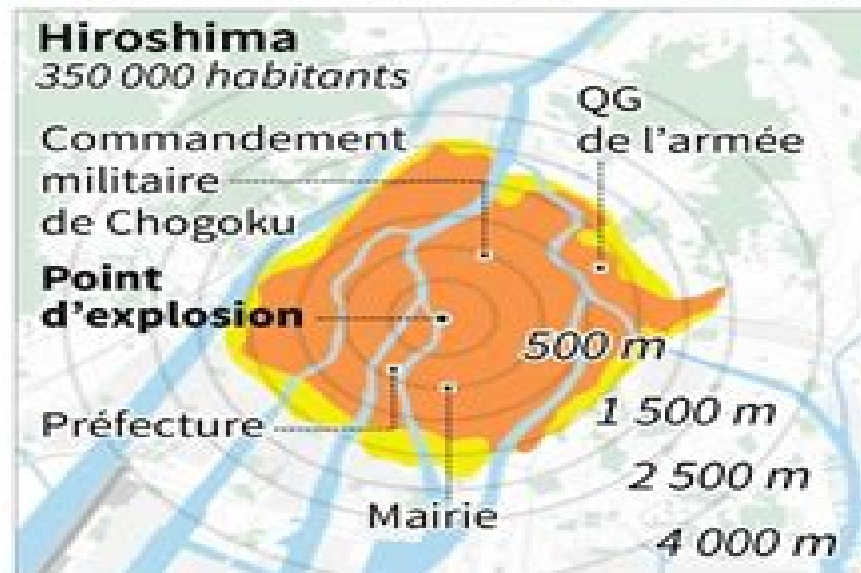 Hiroshima
350 000 habitants
QG
de l'armée
Commandement
militaire
de Chogoku
Point
d'explosion
500 m
1 500 m
Préfecture
2 500 m
Mairie
4 000 m